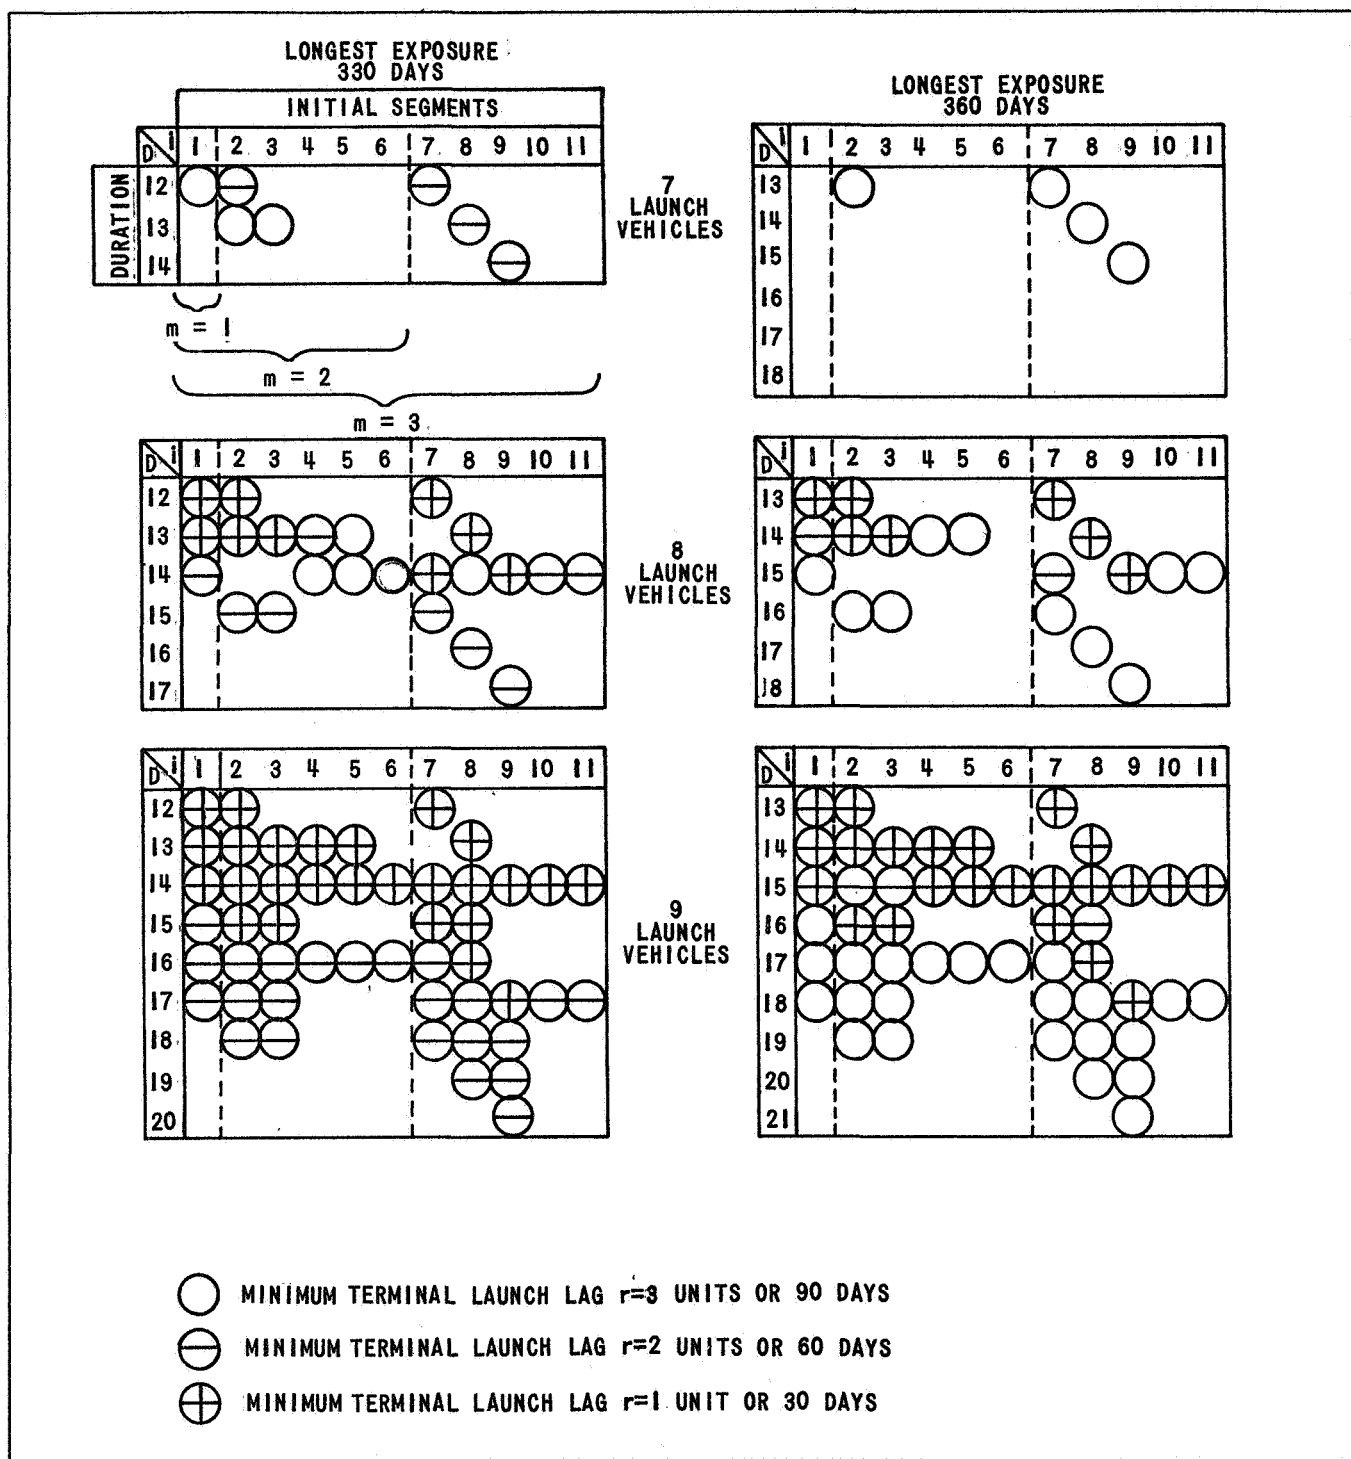 LONGEST EXPOSURE
330 DAYS
INITIAL SEGMENTS
D i 1 2 3 4 5 6 7 8 9 10 11
DURATION
12
13
14
m = 1
m = 2
m = 3
7
LAUNCH
VEHICLES
LONGEST EXPOSURE
360 DAYS
D i 1 2 3 4 5 6 7 8 9 10 11
13
14
15
16
17
18
D i 1 2 3 4 5 6 7 8 9 10 11
12
13
14
15
16
17
8
LAUNCH
VEHICLES
D i 1 2 3 4 5 6 7 8 9 10 11
13
14
15
16
17
18
D i 1 2 3 4 5 6 7 8 9 10 11
12
13
14
15
16
17
18
19
20
9
LAUNCH
VEHICLES
D i 1 2 3 4 5 6 7 8 9 10 11
13
14
15
16
17
18
19
20
21
MINIMUM TERMINAL LAUNCH LAG r=3 UNITS OR 90 DAYS
MINIMUM TERMINAL LAUNCH LAG r=2 UNITS OR 60 DAYS
MINIMUM TERMINAL LAUNCH LAG r=1 UNIT OR 30 DAYS